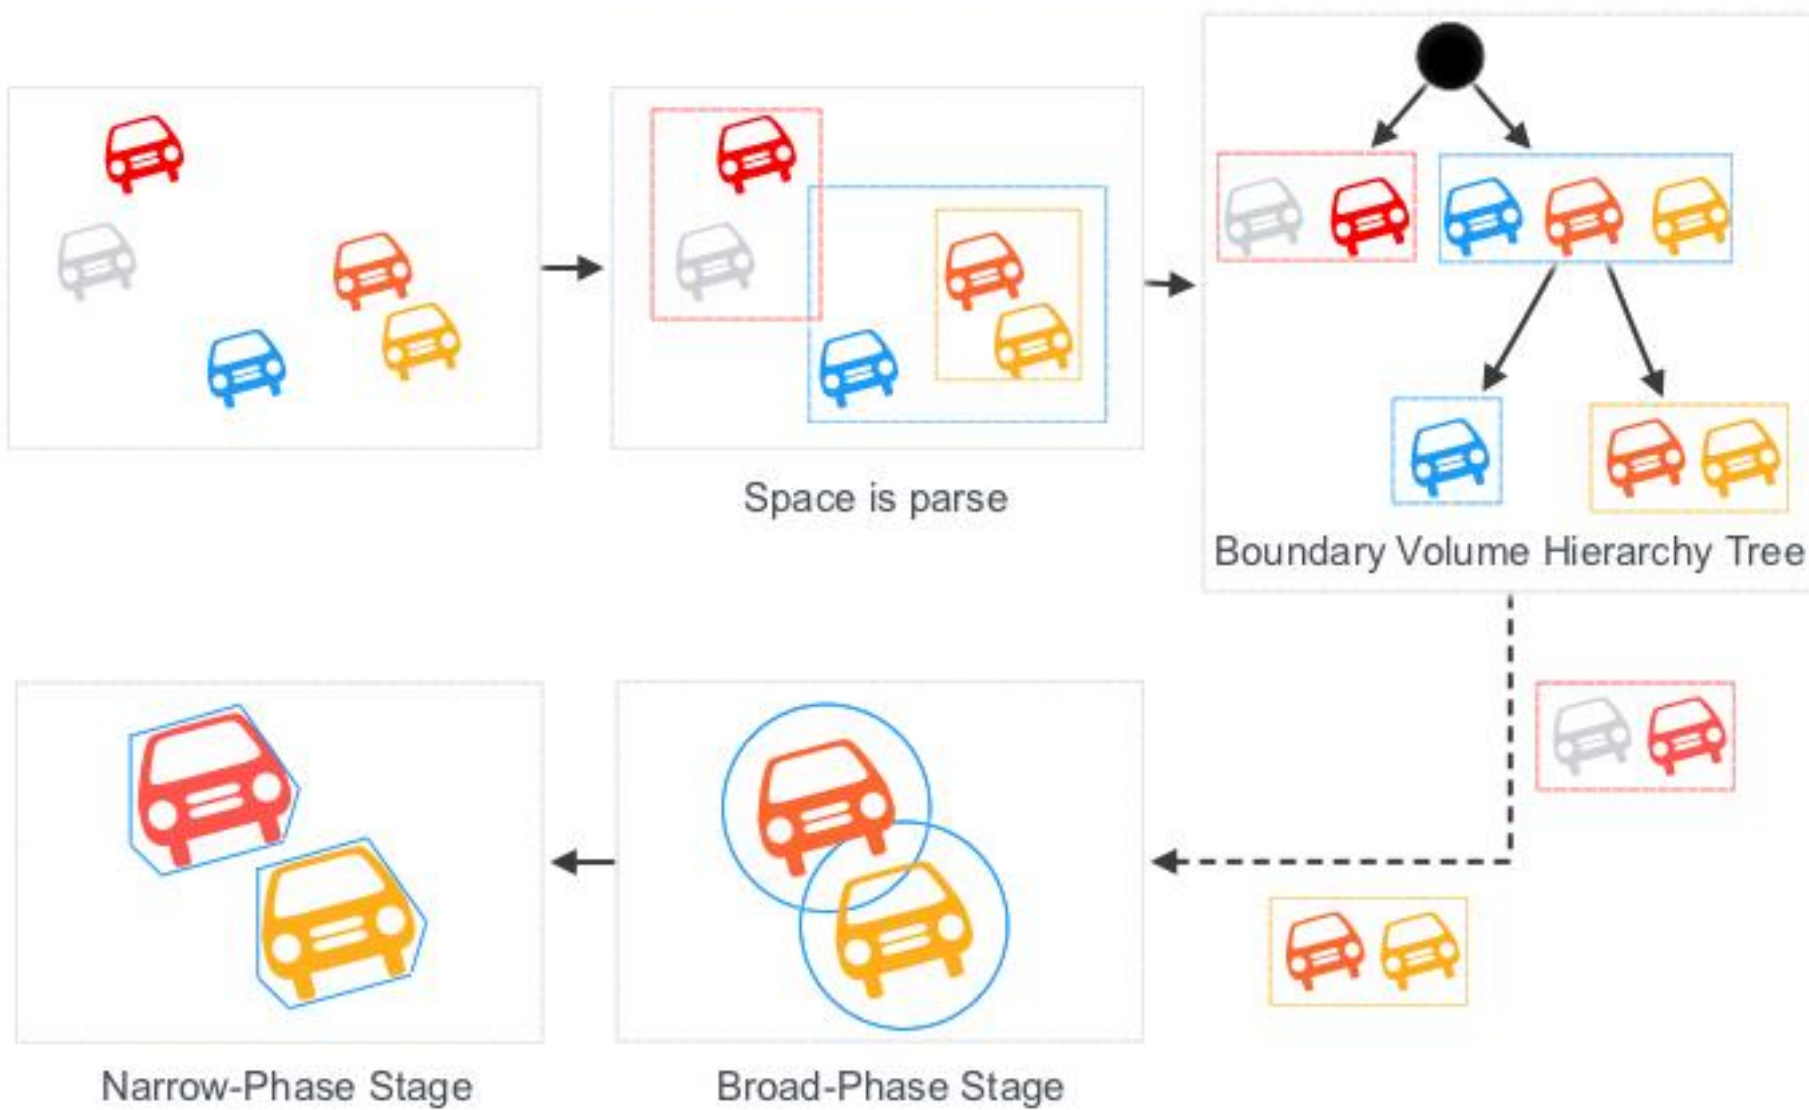 Space is parse
Boundary Volume Hierarchy Tree
Narrow-Phase Stage
Broad-Phase Stage